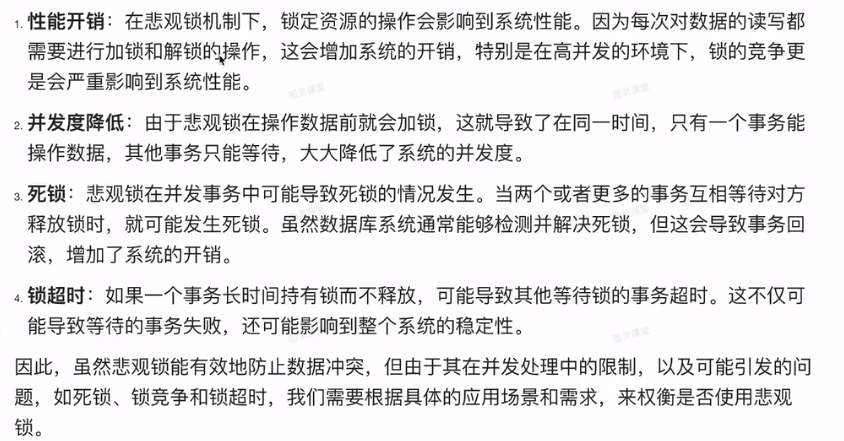 1. 性能开销：在悲观锁机制下，锁定资源的操作会影响到系统性能。因为每次对数据的读写都
需要进行加锁和解锁的操作，这会增加系统的开销，特别是在高并发的环境下，锁的竞争更
是会严重影响到系统性能。
2. 并发度降低：由于悲观锁在操作数据前就会加锁，这就导致了在同一时间，只有一个事务能
操作数据，其他事务只能等待，大大降低了系统的并发度。
3. 死锁：悲观锁在并发事务中可能导致死锁的情况发生。当两个或者更多的事务互相等待对方
释放锁时，就可能发生死锁。虽然数据库系统通常能够检测并解决死锁，但这会导致事务回
滚，增加了系统的开销。
4. 锁超时：如果一个事务长时间持有锁而不释放，可能导致其他等待锁的事务超时。这不仅可
能导致等待的事务失败，还可能影响到整个系统的稳定性。
因此，虽然悲观锁能有效地防止数据冲突，但由于其在并发处理中的限制，以及可能引发的问
题，如死锁、锁竞争和锁超时，我们需要根据具体的应用场景和需求，来权衡是否使用悲观
锁。